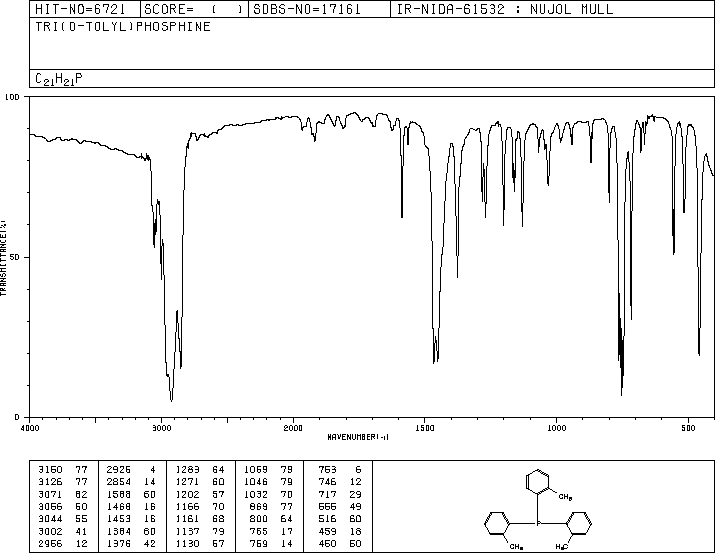 HIT-NO=6721 SCORE= ( ) SDBS-NO=17161 IR-NIDA-61532 : NUJOL MULL
TRI(O-TOLYL)PHOSPHINE
C21H21P
100
50
0
TRANSMITTANCE(%)
4000 3000 2000 1500 1000 500
WAVENUMBER(-1)
3160 77 2925 4 1283 64 1069 79 753 6
3126 77 2854 14 1271 60 1046 79 746 12
3071 82 1588 60 1202 57 1032 70 717 29
3056 50 1468 16 1166 70 869 77 555 49
3044 55 1453 16 1161 68 800 64 516 60
3002 41 1384 60 1137 79 765 17 459 18
2956 12 1376 42 1130 57 759 14 450 60
CH3
P
CH3 H3C